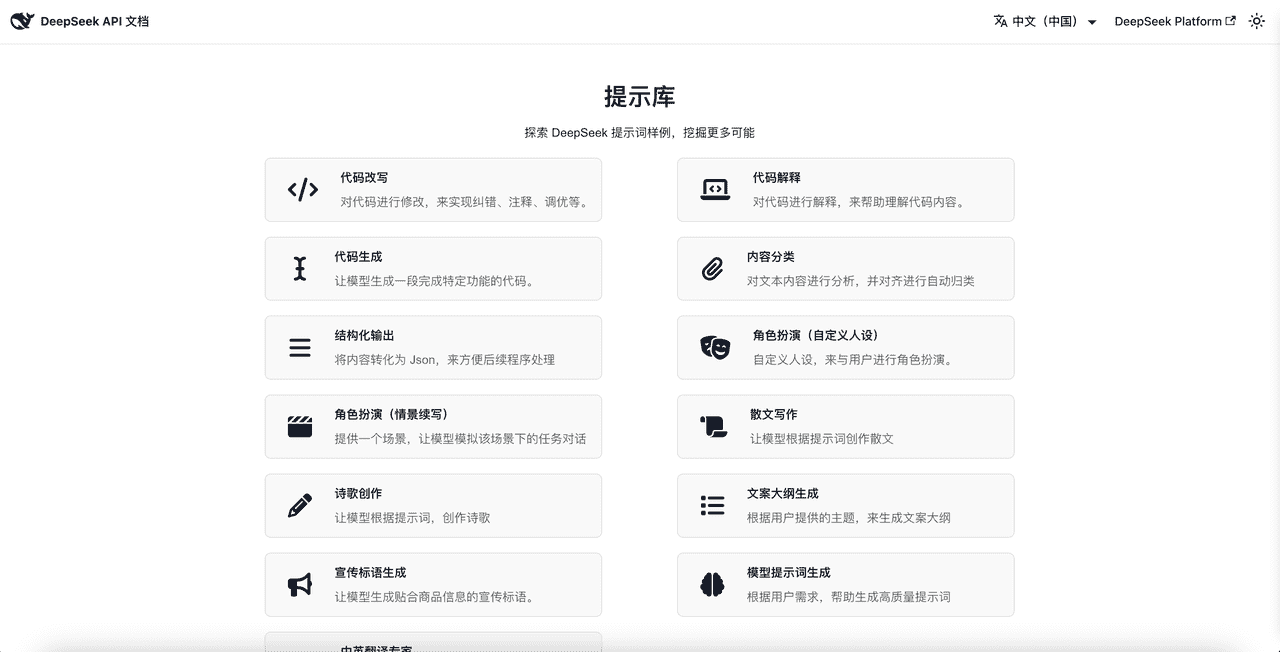 DeepSeek API 文档
中文（中国）
DeepSeek Platform
提示库
探索 DeepSeek 提示词样例，挖掘更多可能
代码改写
对代码进行修改，来实现纠错、注释、调优等。
代码解释
对代码进行解释，来帮助理解代码内容。
代码生成
让模型生成一段完成特定功能的代码。
内容分类
对文本内容进行分析，并对齐进行自动归类
结构化输出
将内容转化为 Json，来方便后续程序处理
角色扮演（自定义人设）
自定义人设，来与用户进行角色扮演。
角色扮演（情景续写）
提供一个场景，让模型模拟该场景下的任务对话
散文写作
让模型根据提示词创作散文
诗歌创作
让模型根据提示词，创作诗歌
文案大纲生成
根据用户提供的主题，来生成文案大纲
宣传标语生成
让模型生成贴合商品信息的宣传标语。
模型提示词生成
根据用户需求，帮助生成高质量提示词
中英翻译专家